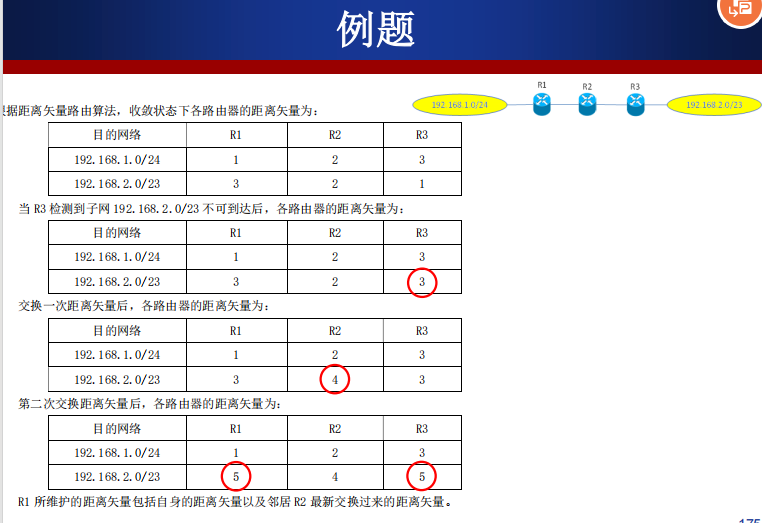 例题
据距离矢量路由算法，收敛状态下各路由器的距离矢量为：
192.168.1.0/24 R1 R2 R3 192.168.2.0/23
目的网络 R1 R2 R3
192.168.1.0/24 1 2 3
192.168.2.0/23 3 2 1
当 R3 检测到子网 192.168.2.0/23 不可到达后，各路由器的距离矢量为：
目的网络 R1 R2 R3
192.168.1.0/24 1 2 3
192.168.2.0/23 3 2 3
交换一次距离矢量后，各路由器的距离矢量为：
目的网络 R1 R2 R3
192.168.1.0/24 1 2 3
192.168.2.0/23 3 4 3
第二次交换距离矢量后，各路由器的距离矢量为：
目的网络 R1 R2 R3
192.168.1.0/24 1 2 3
192.168.2.0/23 5 4 5
R1 所维护的距离矢量包括自身的距离矢量以及邻居 R2 最新交换过来的距离矢量。